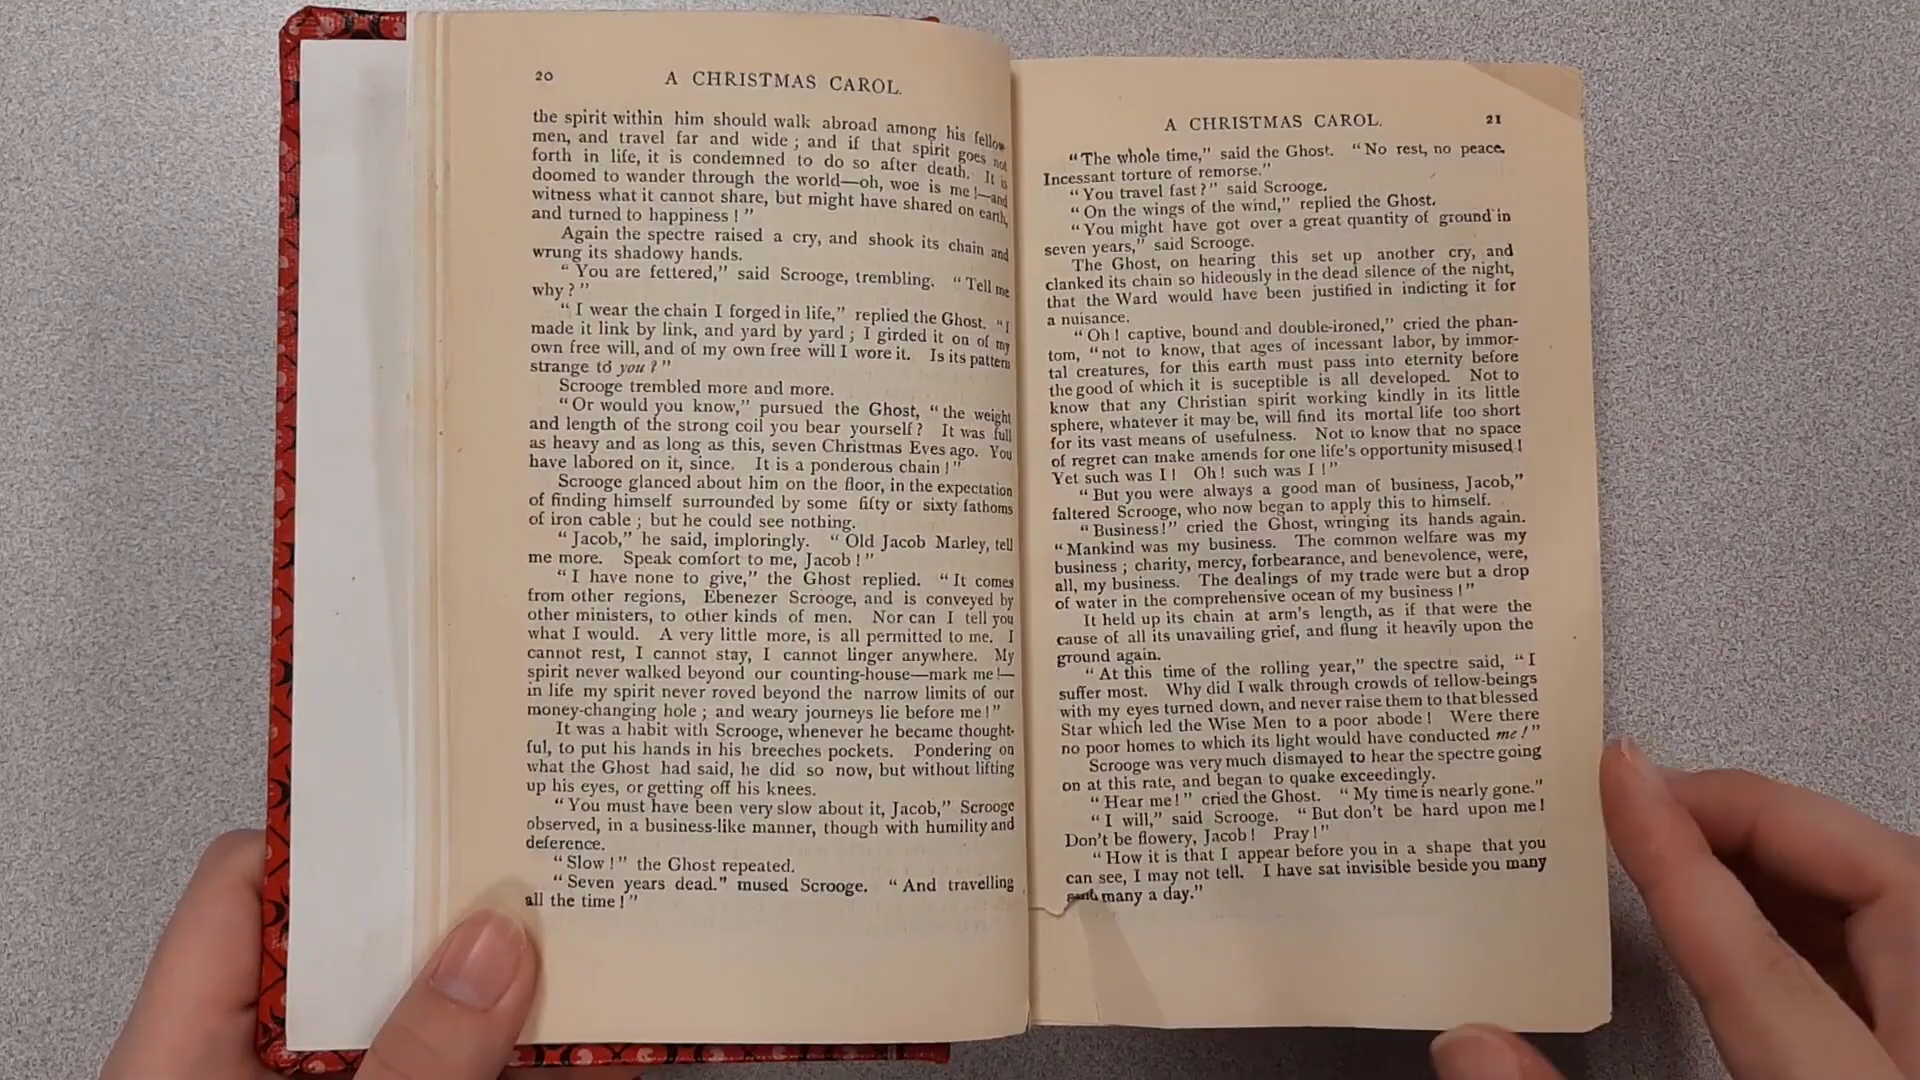 20
A CHRISTMAS CAROL.
the spirit within him should walk abroad among his fellow-
men, and travel far and wide ; and if that spirit goes not
forth in life, it is condemned to do so after death. It is
doomed to wander through the world—oh, woe is me !—and
witness what it cannot share, but might have shared on earth,
and turned to happiness ! ”
Again the spectre raised a cry, and shook its chain and
wrung its shadowy hands.
“ You are fettered,” said Scrooge, trembling. “ Tell me
why ? ”
“ I wear the chain I forged in life,” replied the Ghost. “ I
made it link by link, and yard by yard ; I girded it on of my
own free will, and of my own free will I wore it. Is its pattern
strange to you ? ”
Scrooge trembled more and more.
“ Or would you know,” pursued the Ghost, “ the weight
and length of the strong coil you bear yourself ? It was full
as heavy and as long as this, seven Christmas Eves ago. You
have labored on it, since. It is a ponderous chain ! ”
Scrooge glanced about him on the floor, in the expectation
of finding himself surrounded by some fifty or sixty fathoms
of iron cable ; but he could see nothing.
“ Jacob,” he said, imploringly. “ Old Jacob Marley, tell
me more. Speak comfort to me, Jacob ! ”
“ I have none to give,” the Ghost replied. “ It comes
from other regions, Ebenezer Scrooge, and is conveyed by
other ministers, to other kinds of men. Nor can I tell you
what I would. A very little more, is all permitted to me. I
cannot rest, I cannot stay, I cannot linger anywhere. My
spirit never walked beyond our counting-house—mark me !—
in life my spirit never roved beyond the narrow limits of our
money-changing hole ; and weary journeys lie before me ! ”
It was a habit with Scrooge, whenever he became thought-
ful, to put his hands in his breeches pockets. Pondering on
what the Ghost had said, he did so now, but without lifting
up his eyes, or getting off his knees.
“ You must have been very slow about it, Jacob,” Scrooge
observed, in a business-like manner, though with humility and
deference.
“ Slow ! ” the Ghost repeated.
“ Seven years dead.” mused Scrooge. “ And travelling
all the time ! ”
A CHRISTMAS CAROL.
21
“ The whole time,” said the Ghost. “ No rest, no peace.
Incessant torture of remorse.”
“ You travel fast ? ” said Scrooge.
“ On the wings of the wind,” replied the Ghost.
“ You might have got over a great quantity of ground in
seven years,” said Scrooge.
The Ghost, on hearing this set up another cry, and
clanked its chain so hideously in the dead silence of the night,
that the Ward would have been justified in indicting it for
a nuisance.
“ Oh ! captive, bound and double-ironed,” cried the phan-
tom, “ not to know, that ages of incessant labor, by immor-
tal creatures, for this earth must pass into eternity before
the good of which it is suceptible is all developed. Not to
know that any Christian spirit working kindly in its little
sphere, whatever it may be, will find its mortal life too short
for its vast means of usefulness. Not to know that no space
of regret can make amends for one life’s opportunity misused !
Yet such was I ! Oh ! such was I ! ”
“ But you were always a good man of business, Jacob,”
faltered Scrooge, who now began to apply this to himself.
“ Business ! ” cried the Ghost, wringing its hands again.
“ Mankind was my business. The common welfare was my
business ; charity, mercy, forbearance, and benevolence, were,
all, my business. The dealings of my trade were but a drop
of water in the comprehensive ocean of my business ! ”
It held up its chain at arm’s length, as if that were the
cause of all its unavailing grief, and flung it heavily upon the
ground again.
“ At this time of the rolling year,” the spectre said, “ I
suffer most. Why did I walk through crowds of fellow-beings
with my eyes turned down, and never raise them to that blessed
Star which led the Wise Men to a poor abode ! Were there
no poor homes to which its light would have conducted me ! ”
Scrooge was very much dismayed to hear the spectre going
on at this rate, and began to quake exceedingly.
“ Hear me ! ” cried the Ghost. “ My time is nearly gone.”
“ I will,” said Scrooge. “ But don’t be hard upon me !
Don’t be flowery, Jacob ! Pray ! ”
“ How it is that I appear before you in a shape that you
can see, I may not tell. I have sat invisible beside you many
and many a day.”